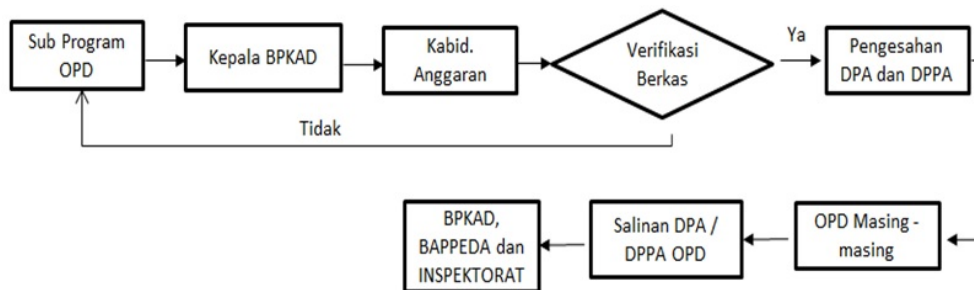 Sub Program
OPD
Kepala BPKAD
Kabid.
Anggaran
Verifikasi
Berkas
Ya
Pengesahan
DPA dan DPPA
Tidak
BPKAD,
BAPPEDA dan
INSPEKTORAT
Salinan DPA /
DPPA OPD
OPD Masing -
masing